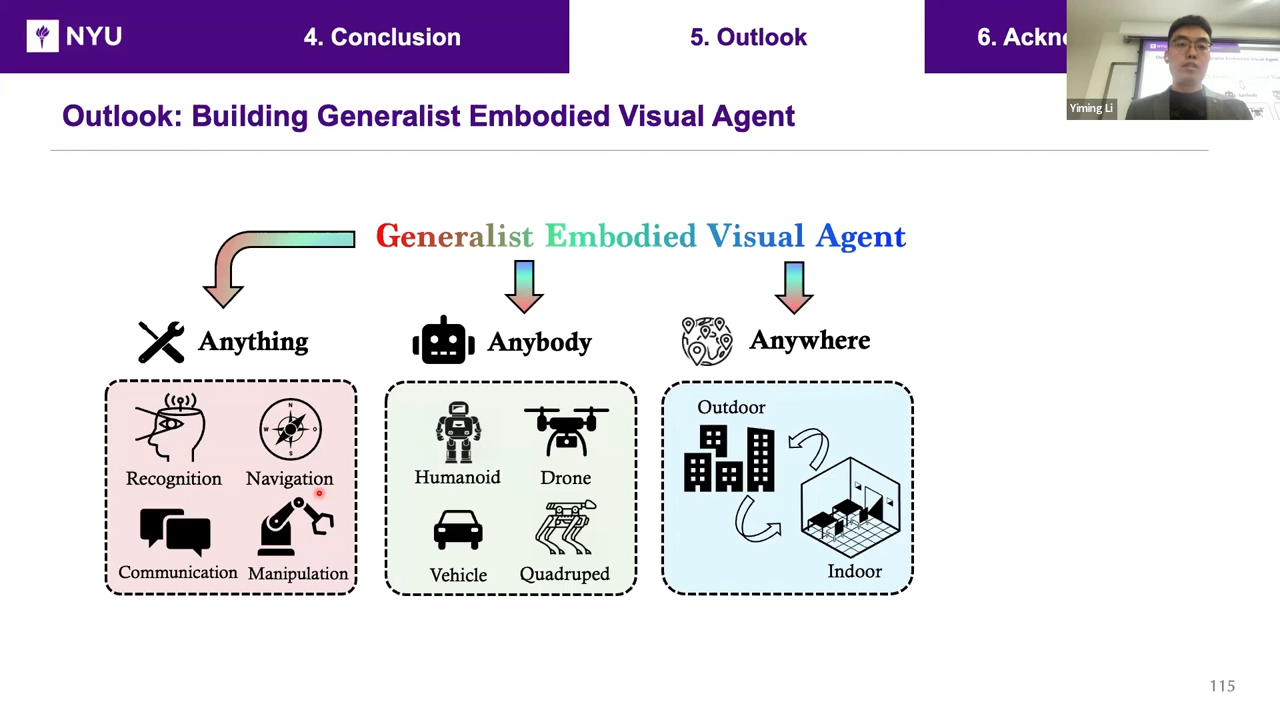 NYU
4. Conclusion
5. Outlook
6. Ackno
Yiming Li
Outlook: Building Generalist Embodied Visual Agent
Generalist Embodied Visual Agent
Anything
Anybody
Anywhere
Recognition
Navigation
Communication
Manipulation
Humanoid
Drone
Vehicle
Quadruped
Outdoor
Indoor
115